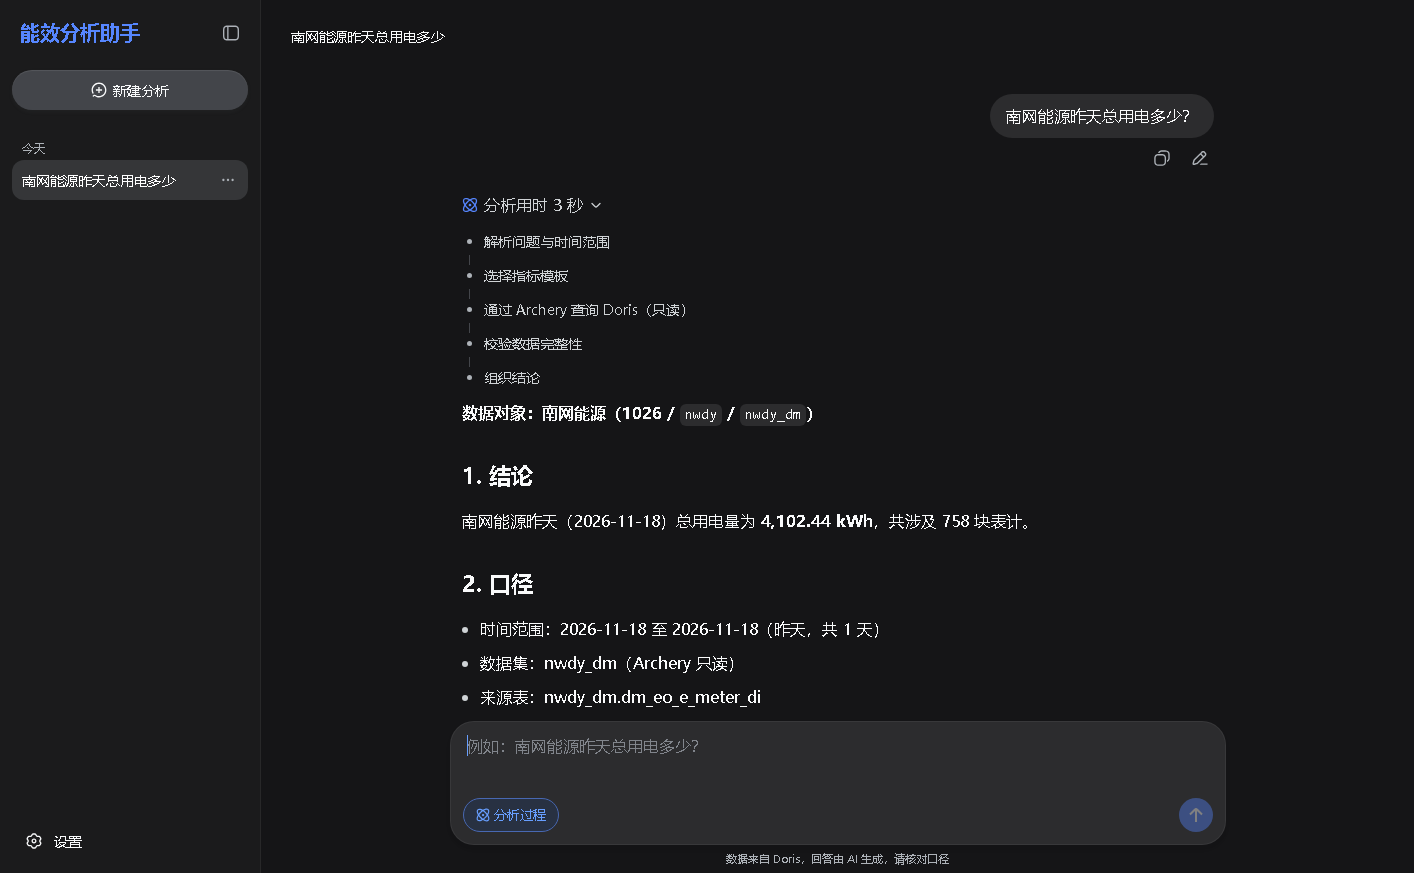 能效分析助手
新建分析
今天
南网能源昨天总用电多少
设置
南网能源昨天总用电多少
南网能源昨天总用电多少?
分析用时 3 秒
解析问题与时间范围
选择指标模板
通过 Archery 查询 Doris（只读）
校验数据完整性
组织结论
数据对象：南网能源（1026 / nwdy / nwdy_dm）
1. 结论
南网能源昨天（2026-11-18）总用电量为 4,102.44 kWh，共涉及 758 块表计。
2. 口径
时间范围：2026-11-18 至 2026-11-18（昨天，共 1 天）
数据集：nwdy_dm（Archery 只读）
来源表：nwdy_dm.dm_eo_e_meter_di
例如：南网能源昨天总用电多少?
分析过程
数据来自 Doris，回答由 AI 生成，请核对口径